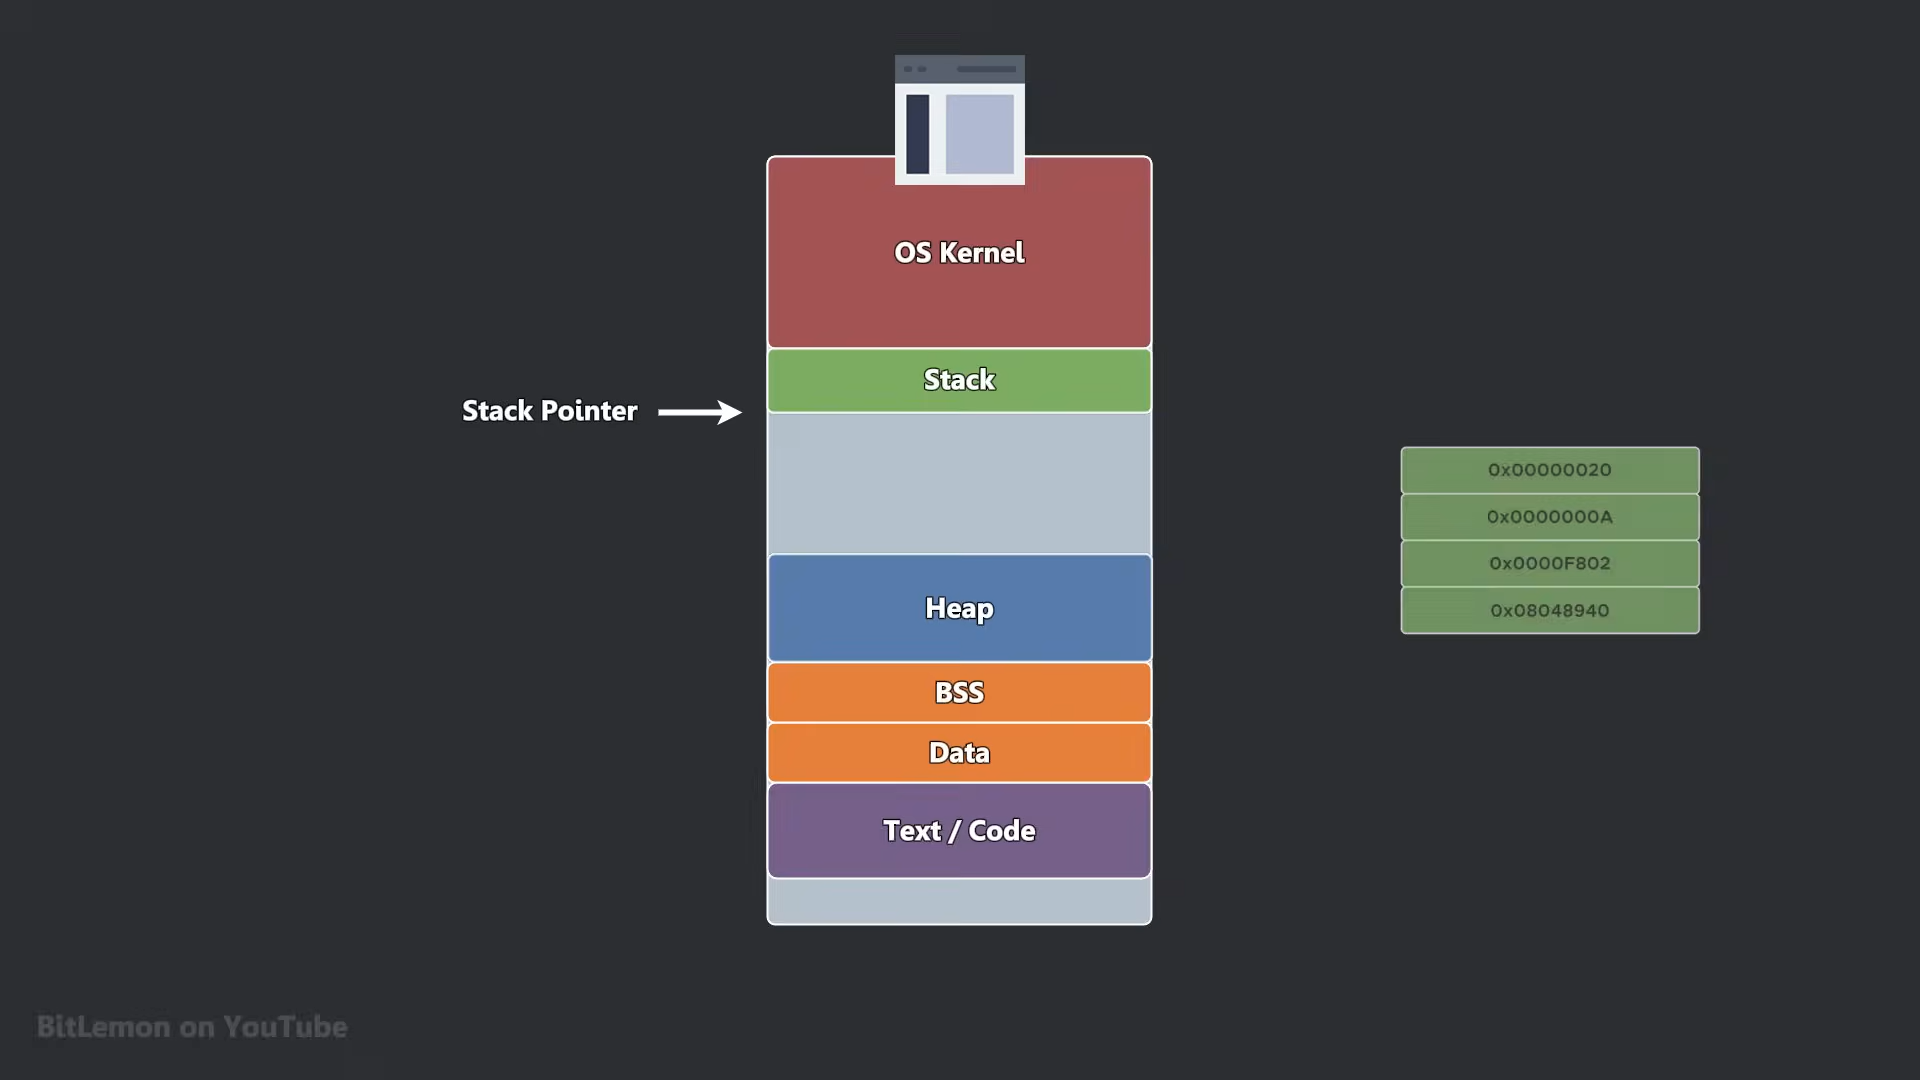 OS Kernel
Stack
Stack Pointer
Heap
BSS
Data
Text / Code
0x00000020
0x0000000A
0x0000F802
0x08048940
BitLemon on YouTube